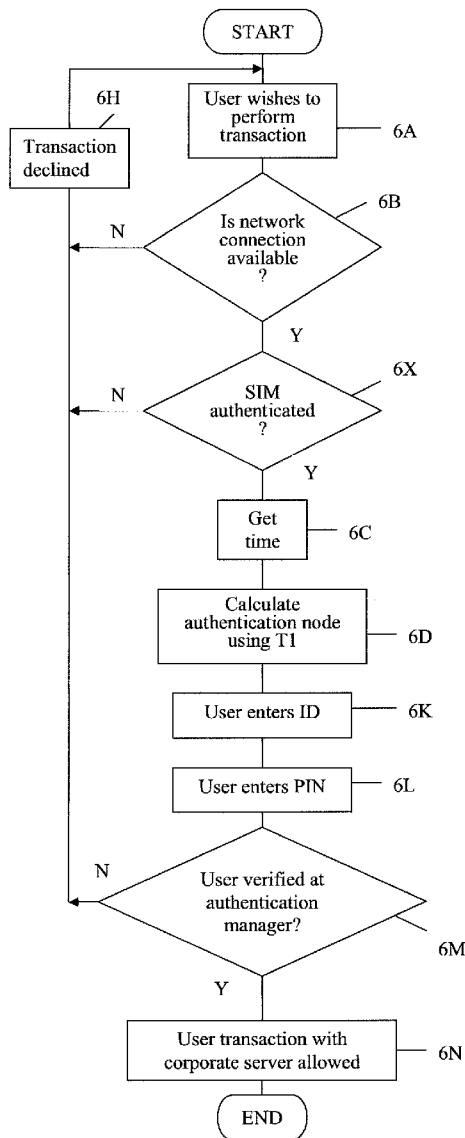 START
6H
User wishes to
perform
transaction
6A
Transaction
declined
6B
N
Is network
connection
available
?
Y
6X
N
SIM
authenticated
?
Y
Get
time
6C
Calculate
authentication node
using T1
6D
User enters ID
6K
User enters PIN
6L
N
User verified at
authentication
manager?
6M
Y
User transaction with
corporate server allowed
6N
END